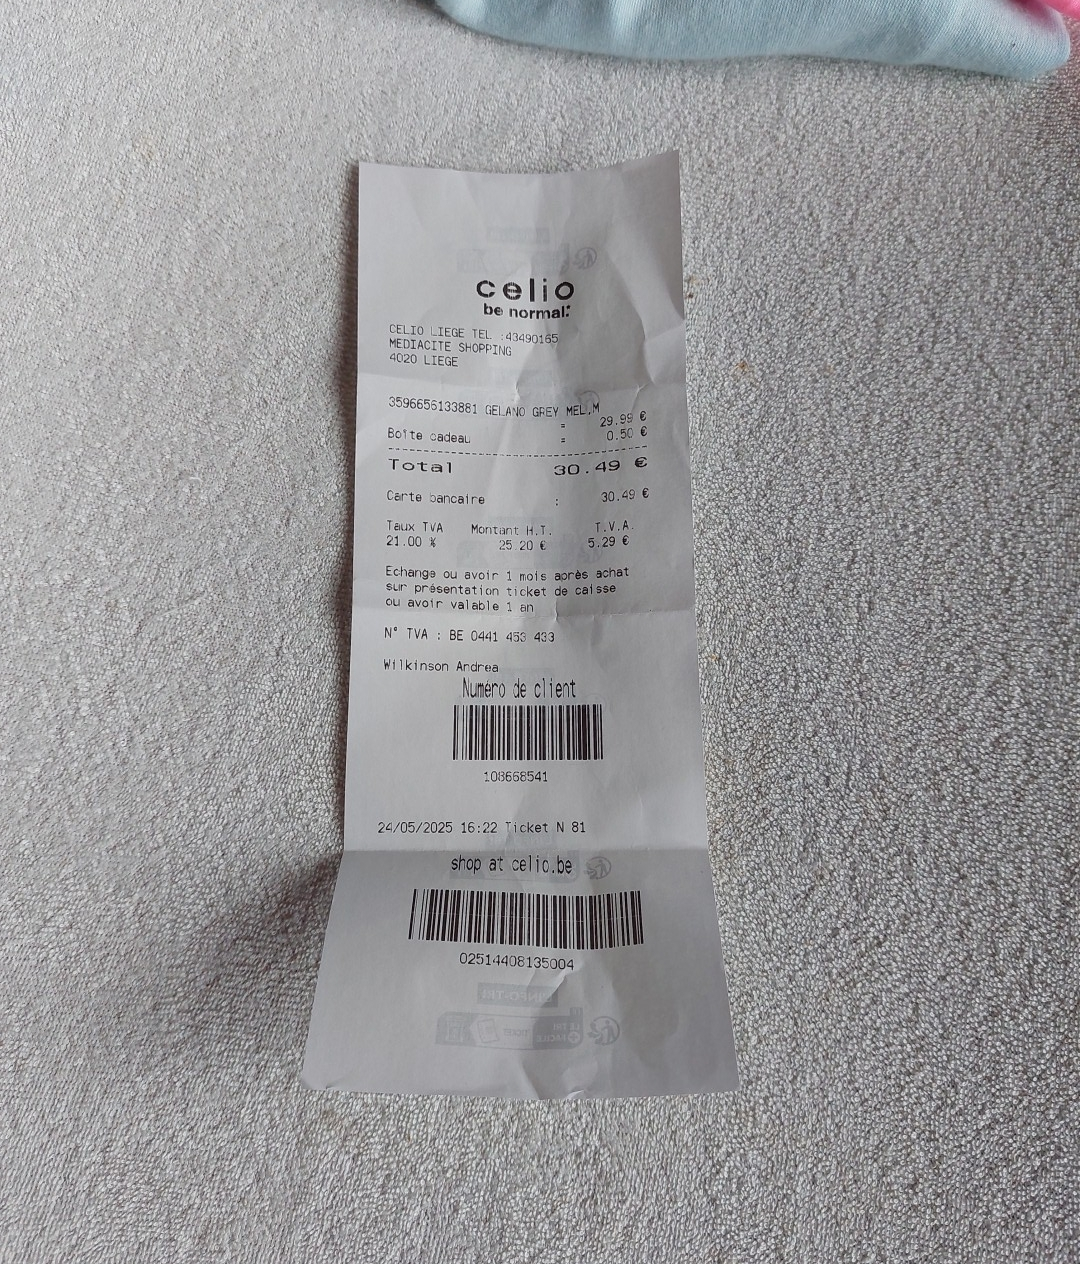 celio
be normal:
CELIO LIEGE TEL :43490165
MEDIACITE SHOPPING
4020 LIEGE
3596656133881 GELANO GREY MEL,M
= 29.99 €
Boîte cadeau = 0.50 €
Total 30.49 €
Carte bancaire : 30.49 €
Taux TVA Montant H.T. T.V.A.
21.00 % 25.20 € 5.29 €
Echange ou avoir 1 mois après achat
sur présentation ticket de caisse
ou avoir valable 1 an
N° TVA : BE 0441 453 433
Wilkinson Andrea
Numéro de client
108668541
24/05/2025 16:22 Ticket N 81
shop at celio.be
02514408135004